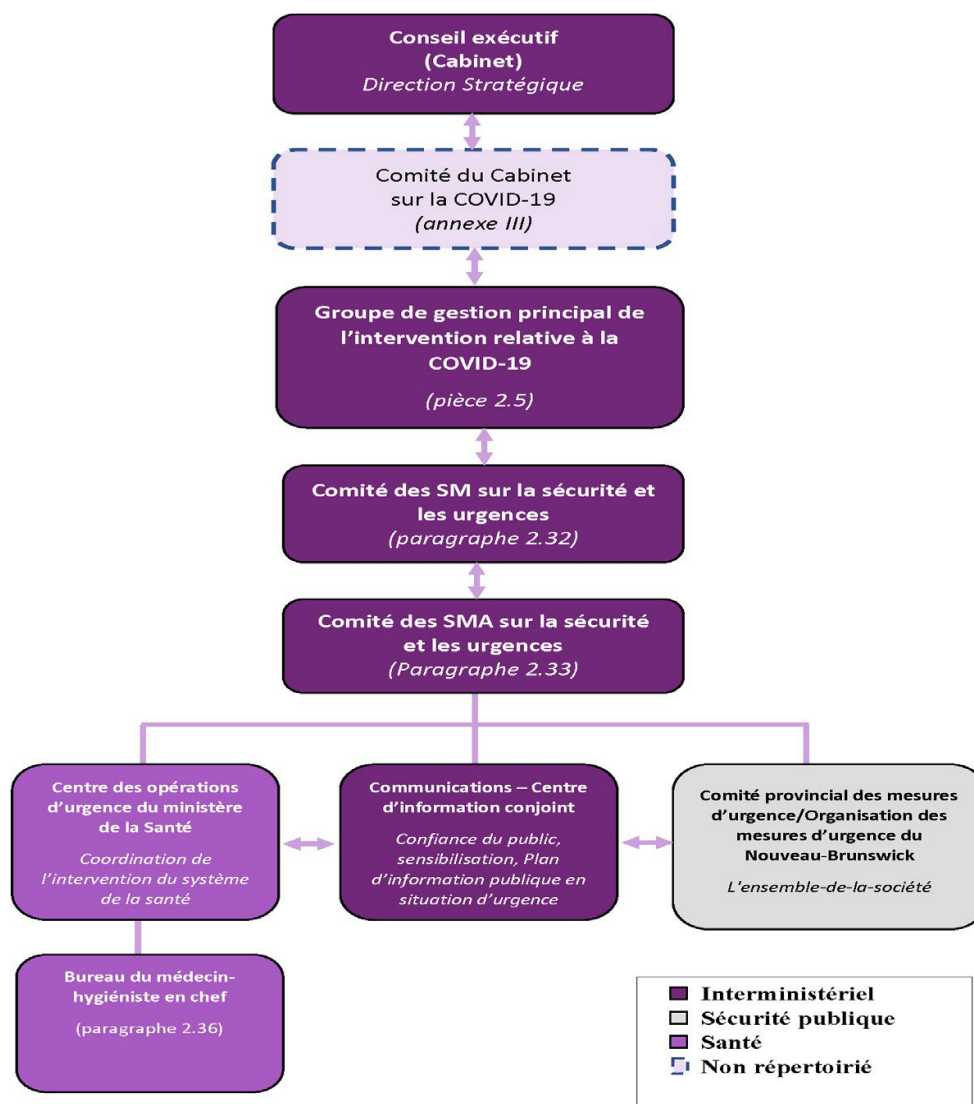 Conseil exécutif
(Cabinet)
Direction Stratégique
Comité du Cabinet
sur la COVID-19
(annexe III)
Groupe de gestion principal de
l'intervention relative à la
COVID-19
(pièce 2.5)
Comité des SM sur la sécurité et
les urgences
(paragraphe 2.32)
Comité des SMA sur la sécurité
et les urgences
(Paragraphe 2.33)
Centre des opérations
d'urgence du ministère
de la Santé
Coordination de
l'intervention du système
de la santé
Communications – Centre
d'information conjoint
Confiance du public,
sensibilisation, Plan
d'information publique en
situation d'urgence
Comité provincial des mesures
d'urgence/Organisation des
mesures d'urgence du
Nouveau-Brunswick
L'ensemble-de-la-société
Bureau du médecin-
hygiéniste en chef
(paragraphe 2.36)
Interministériel
Sécurité publique
Santé
Non répertoirié